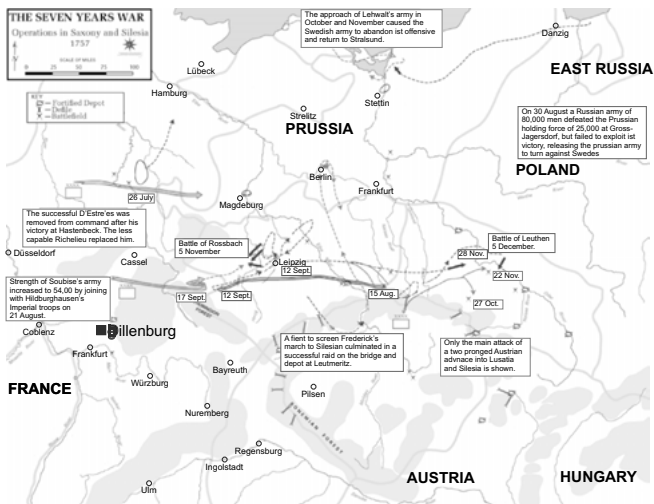 THE SEVEN YEARS WAR
Operations in Saxony and Silesia
1757
SCALE OF MILES
0 25 50 75 100
KEY
Fortified Depot
Defile
Battlefield
The approach of Lehwalt's army in
October and November caused the
Swedish army to abandon ist offensive
and return to Stralsund.
Danzig
EAST RUSSIA
Lübeck
Hamburg
Stettin
Strelitz
PRUSSIA
On 30 August a Russian army of
80,000 men defeated the Prussian
holding force of 25,000 at Gross-
Jagersdorf, but failed to exploit ist
victory, releasing the prussian army
to turn against Swedes
POLAND
Berlin
Frankfurt
26 July
Magdeburg
The successful D'Estre'es was
removed from command after his
victory at Hastenbeck. The less
capable Richelieu replaced him.
Battle of Rossbach
5 November
Battle of Leuthen
5 December.
28 Nov.
22 Nov.
Düsseldorf
Cassel
Leipzig
12 Sept.
Strength of Soubise's army
increased to 54,00 by joining
with Hildburghausen's
Imperial troops on
21 August.
17 Sept.
12 Sept.
15 Aug.
27 Oct.
Coblenz
Dillenburg
Frankfurt
A fient to screen Frederick's
march to Silesian culminated in a
successful raid on the bridge and
depot at Leutmeritz.
Only the main attack of
a two pronged Austrian
advnace into Lusatia
and Silesia is shown.
FRANCE
Bayreuth
Würzburg
Pilsen
Nuremberg
BOHEMIAN FOREST
Regensburg
Ingolstadt
Ulm
AUSTRIA
HUNGARY